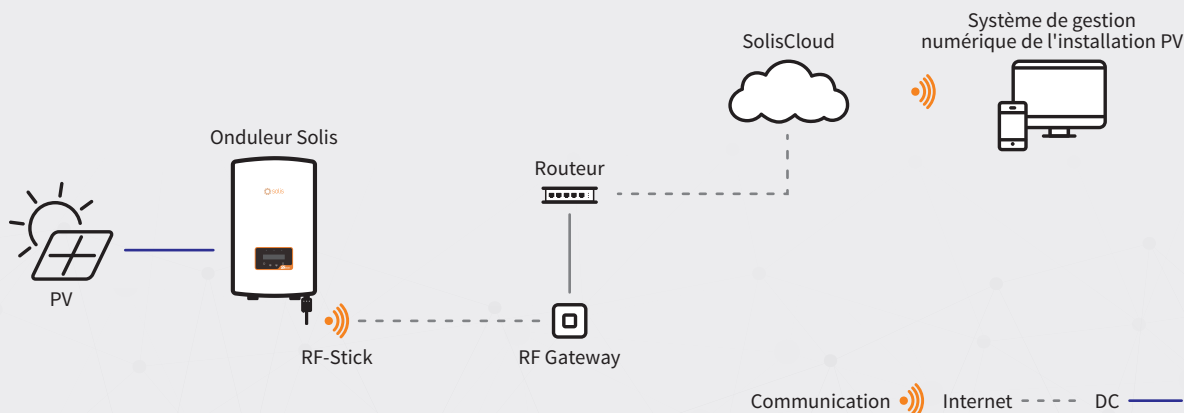 Système de gestion
numérique de l'installation PV
SolisCloud
Onduleur Solis
Routeur
solis
PV
RF-Stick
RF Gateway
Communication
Internet
DC